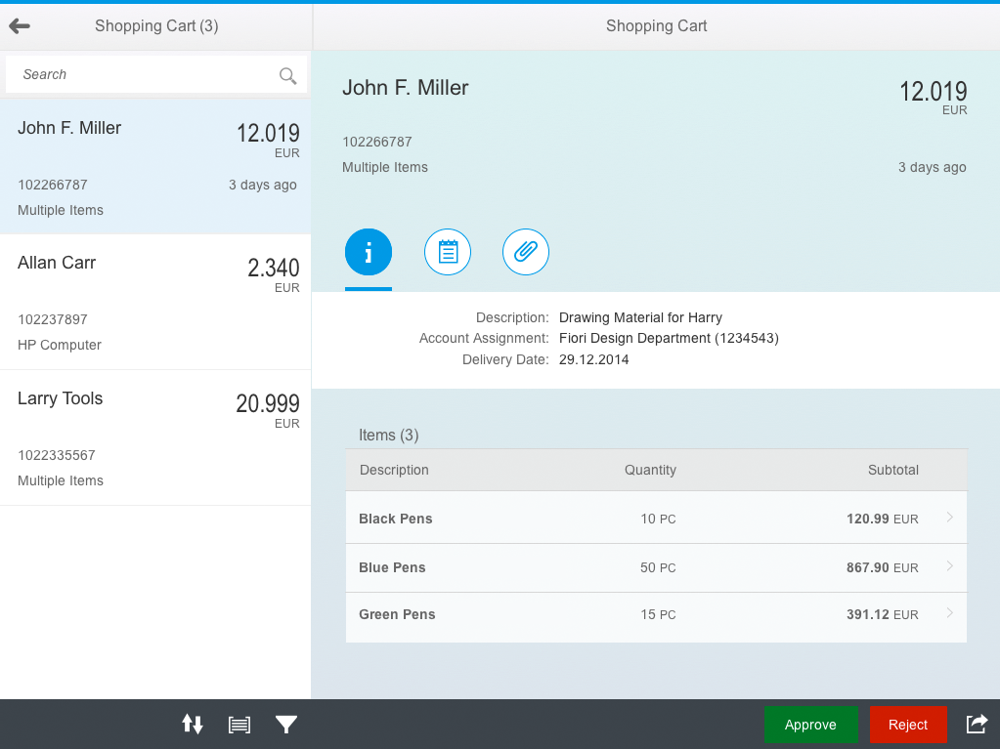 Shopping Cart (3)
Search
John F. Miller
12.019
EUR
102266787
3 days ago
Multiple Items
Allan Carr
2.340
EUR
102237897
HP Computer
Larry Tools
20.999
EUR
1022335567
Multiple Items
Shopping Cart
John F. Miller
12.019
EUR
102266787
Multiple Items
3 days ago
Description: Drawing Material for Harry
Account Assignment: Fiori Design Department (1234543)
Delivery Date: 29.12.2014
Items (3)
Description Quantity Subtotal
Black Pens 10 PC 120.99 EUR
Blue Pens 50 PC 867.90 EUR
Green Pens 15 PC 391.12 EUR
Approve Reject